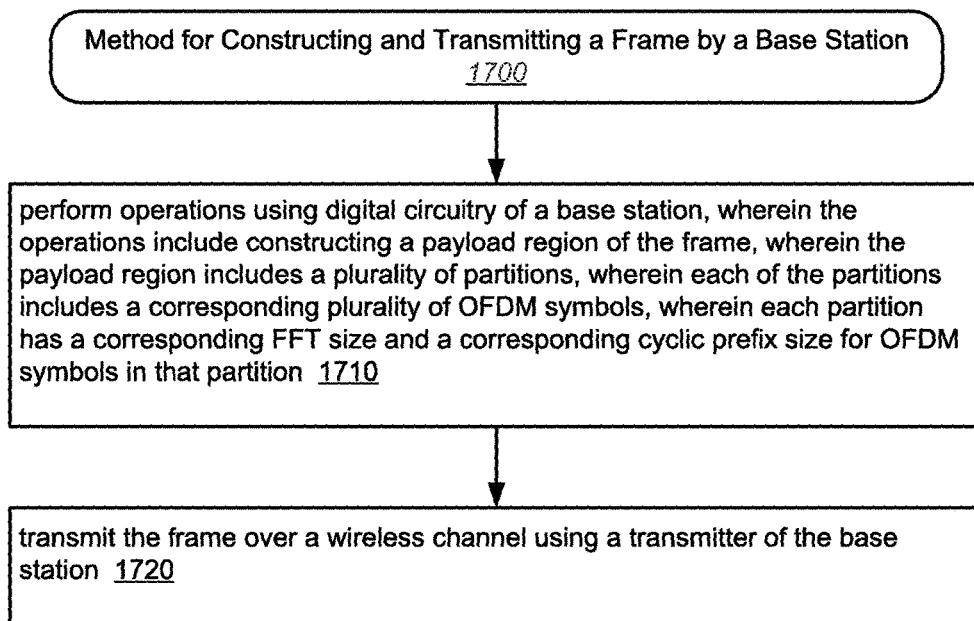 Method for Constructing and Transmitting a Frame by a Base Station
1700
perform operations using digital circuitry of a base station, wherein the
operations include constructing a payload region of the frame, wherein the
payload region includes a plurality of partitions, wherein each of the partitions
includes a corresponding plurality of OFDM symbols, wherein each partition
has a corresponding FFT size and a corresponding cyclic prefix size for OFDM
symbols in that partition 1710
transmit the frame over a wireless channel using a transmitter of the base
station 1720